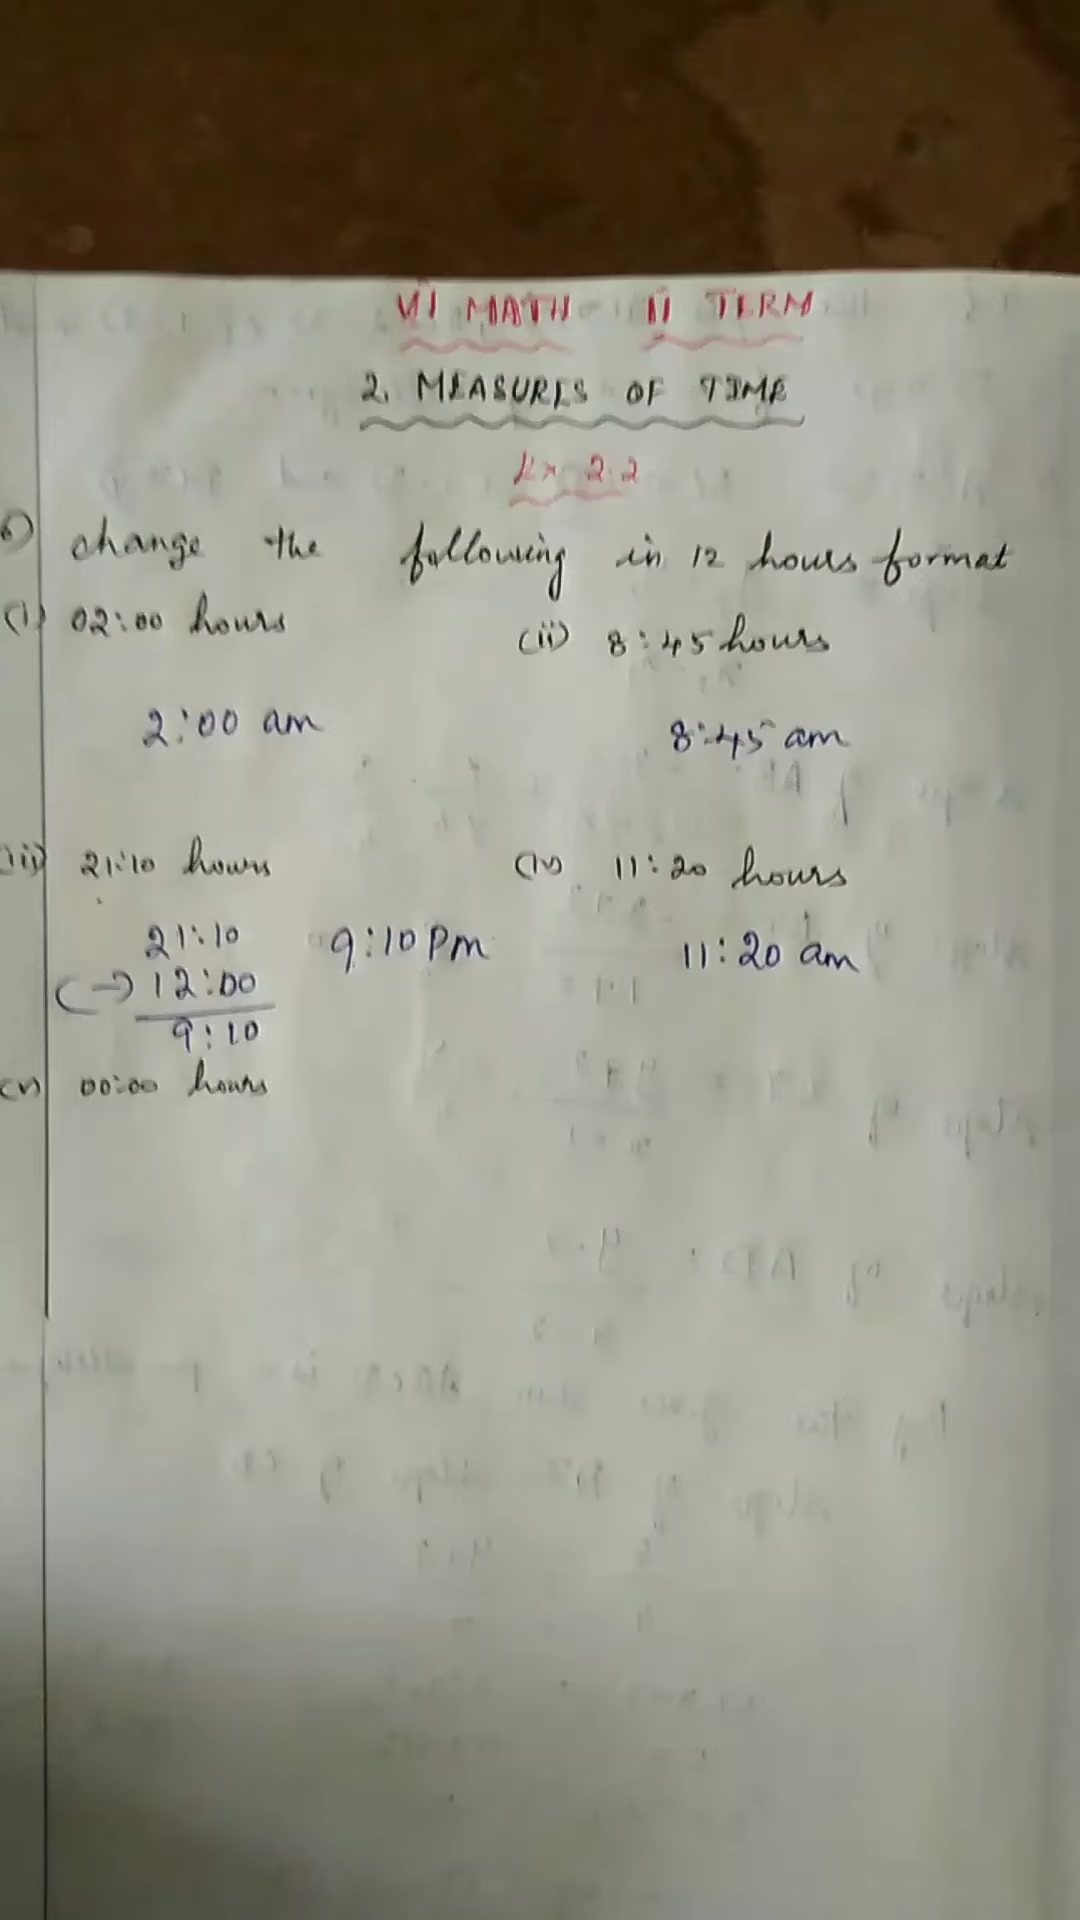 VI MATH II TERM
2. MEASURES OF TIME
Ex 2.2
6) change the following in 12 hours format
(i) 02:00 hours (ii) 8:45 hours
2:00 am 8:45 am
(iii) 21:10 hours (iv) 11:20 hours
21:10 9:10 Pm 11:20 am
(-) 12:00
9:10
(v) 00:00 hours